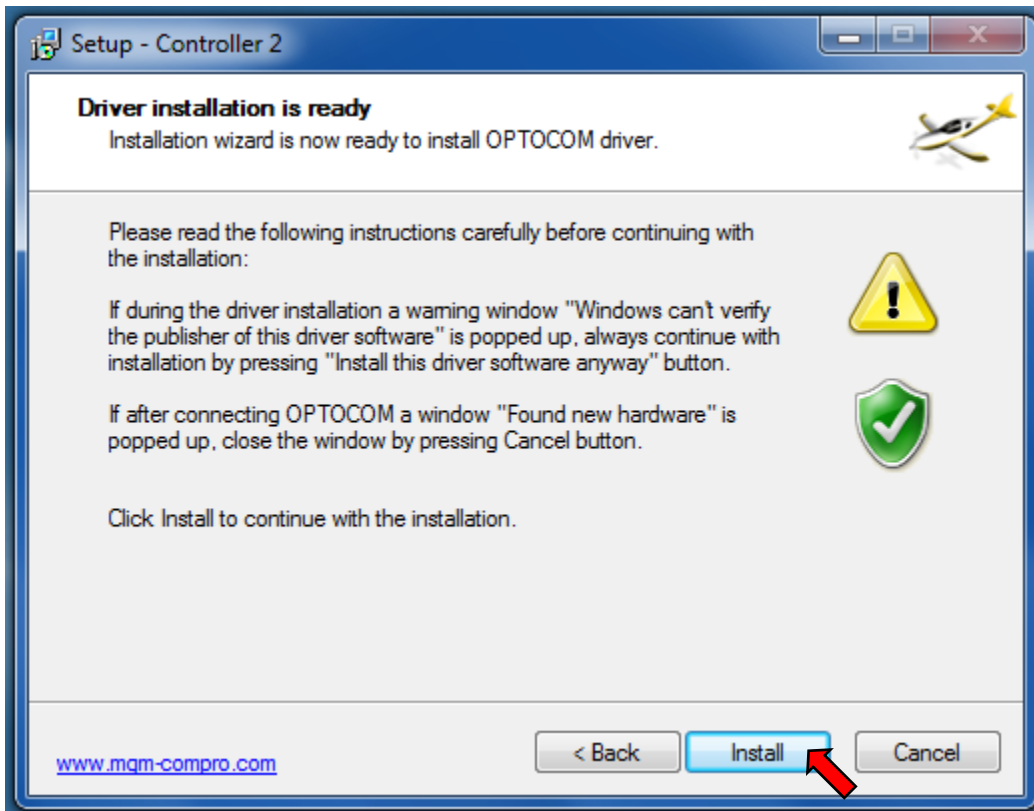 Setup - Controller 2
Driver installation is ready
Installation wizard is now ready to install OPTOCOM driver.
Please read the following instructions carefully before continuing with
the installation:
If during the driver installation a warning window "Windows can't verify
the publisher of this driver software" is popped up, always continue with
installation by pressing "Install this driver software anyway" button.
If after connecting OPTOCOM a window "Found new hardware" is
popped up, close the window by pressing Cancel button.
Click Install to continue with the installation.
www.mgm-compro.com
< Back
Install
Cancel